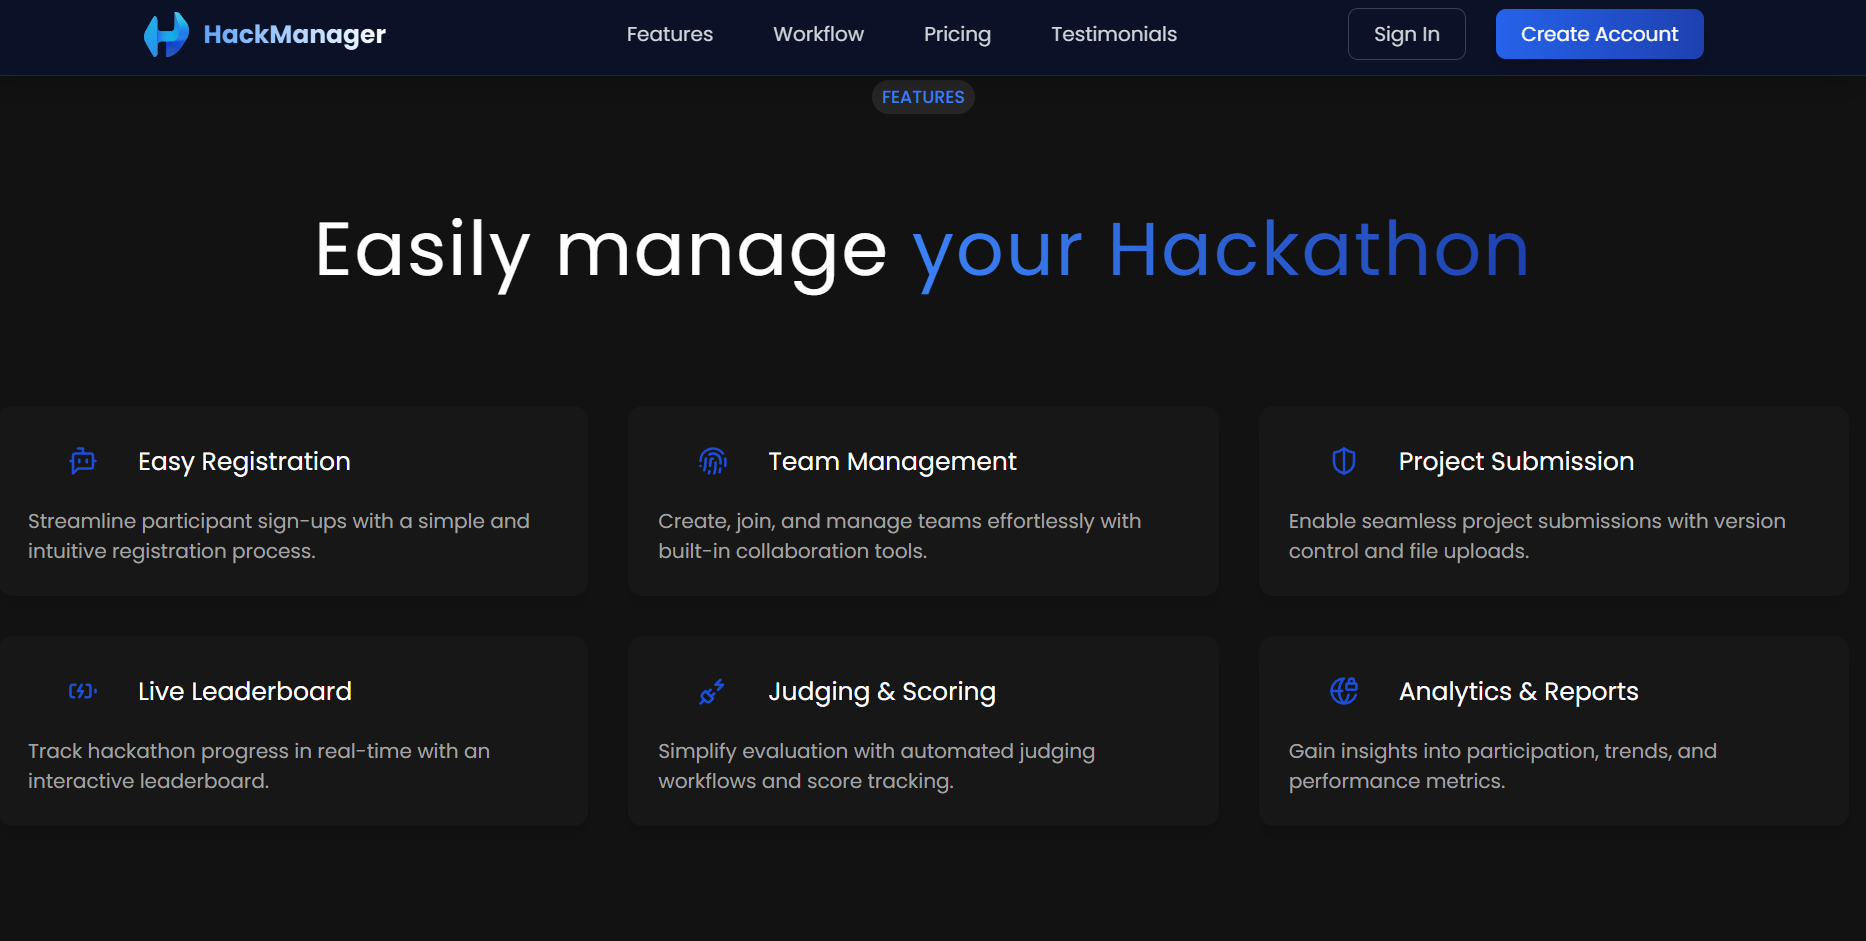 HackManager
Features
Workflow
Pricing
Testimonials
Sign In
Create Account
FEATURES
Easily manage your Hackathon
Easy Registration
Streamline participant sign-ups with a simple and
intuitive registration process.
Team Management
Create, join, and manage teams effortlessly with
built-in collaboration tools.
Project Submission
Enable seamless project submissions with version
control and file uploads.
Live Leaderboard
Track hackathon progress in real-time with an
interactive leaderboard.
Judging & Scoring
Simplify evaluation with automated judging
workflows and score tracking.
Analytics & Reports
Gain insights into participation, trends, and
performance metrics.